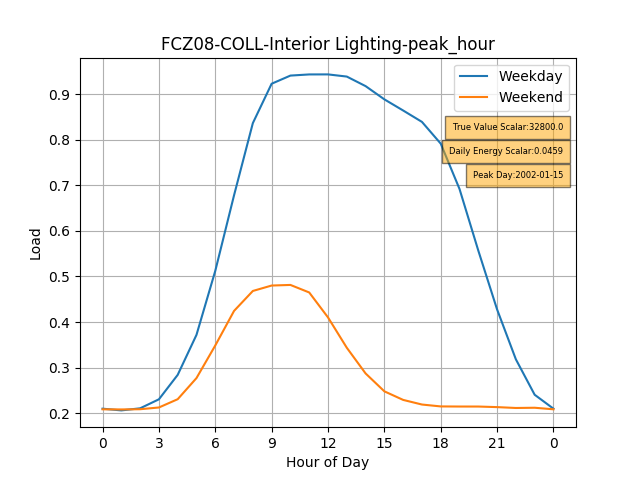 FCZ08-COLL-Interior Lighting-peak_hour
Weekday
Weekend
True Value Scalar:32800.0
Daily Energy Scalar:0.0459
Peak Day:2002-01-15
Load
0.9
0.8
0.7
0.6
0.5
0.4
0.3
0.2
0 3 6 9 12 15 18 21 0
Hour of Day